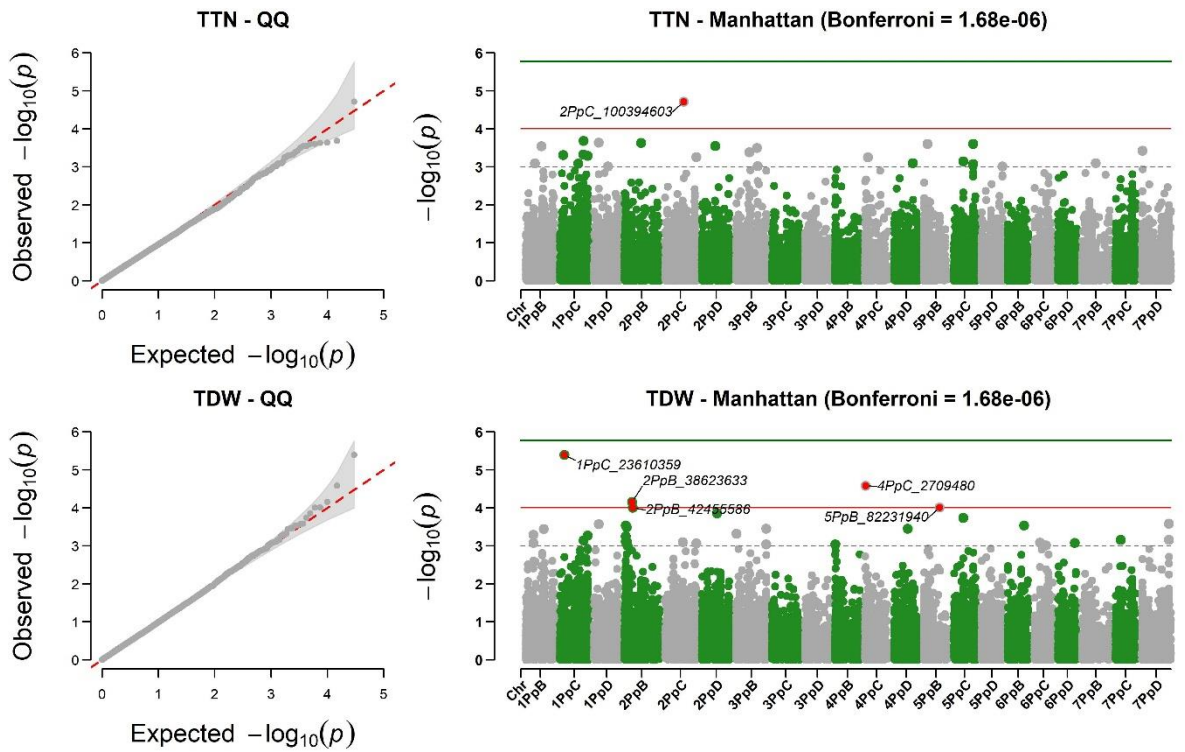 TTN - QQ
TTN - Manhattan (Bonferroni = 1.68e-06)
6
5
4
3
2
1
0
Observed −log10(p)
0 1 2 3 4 5
Expected −log10(p)
6
5
4
3
2
1
0
−log10(p)
2PpC_100394603
Chr 1PpB 1PpC 1PpD 2PpB 2PpC 2PpD 3PpB 3PpC 3PpD 4PpB 4PpC 4PpD 5PpB 5PpC 5PpD 6PpB 6PpC 6PpD 7PpB 7PpC 7PpD
TDW - QQ
TDW - Manhattan (Bonferroni = 1.68e-06)
6
5
4
3
2
1
0
Observed −log10(p)
0 1 2 3 4 5
Expected −log10(p)
6
5
4
3
2
1
0
−log10(p)
1PpC_23610359
2PpB_38623633
4PpC_2709480
2PpB_42455586
5PpB_82231940
Chr 1PpB 1PpC 1PpD 2PpB 2PpC 2PpD 3PpB 3PpC 3PpD 4PpB 4PpC 4PpD 5PpB 5PpC 5PpD 6PpB 6PpC 6PpD 7PpB 7PpC 7PpD